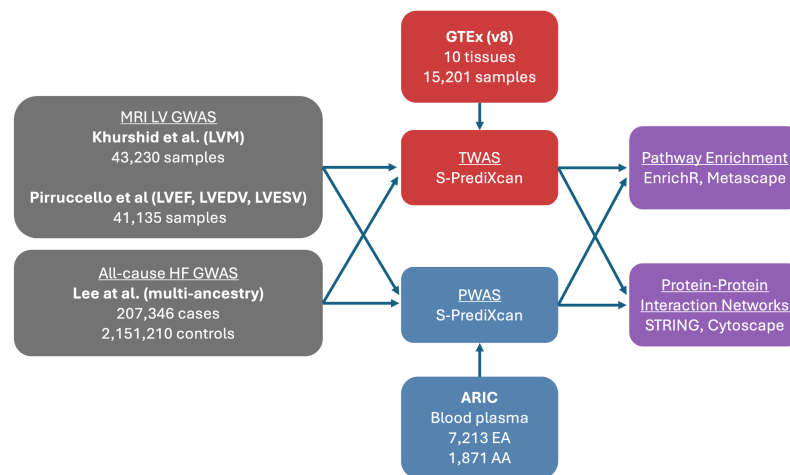 GTEx (v8)
10 tissues
15,201 samples
MRI LV GWAS
Khurshid et al. (LVM)
43,230 samples
Pirruccello et al (LVEF, LVEDV, LVESV)
41,135 samples
TWAS
S-PrediXcan
Pathway Enrichment
EnrichR, Metascape
All-cause HF GWAS
Lee at al. (multi-ancestry)
207,346 cases
2,151,210 controls
PWAS
S-PrediXcan
Protein-Protein
Interaction Networks
STRING, Cytoscape
ARIC
Blood plasma
7,213 EA
1,871 AA